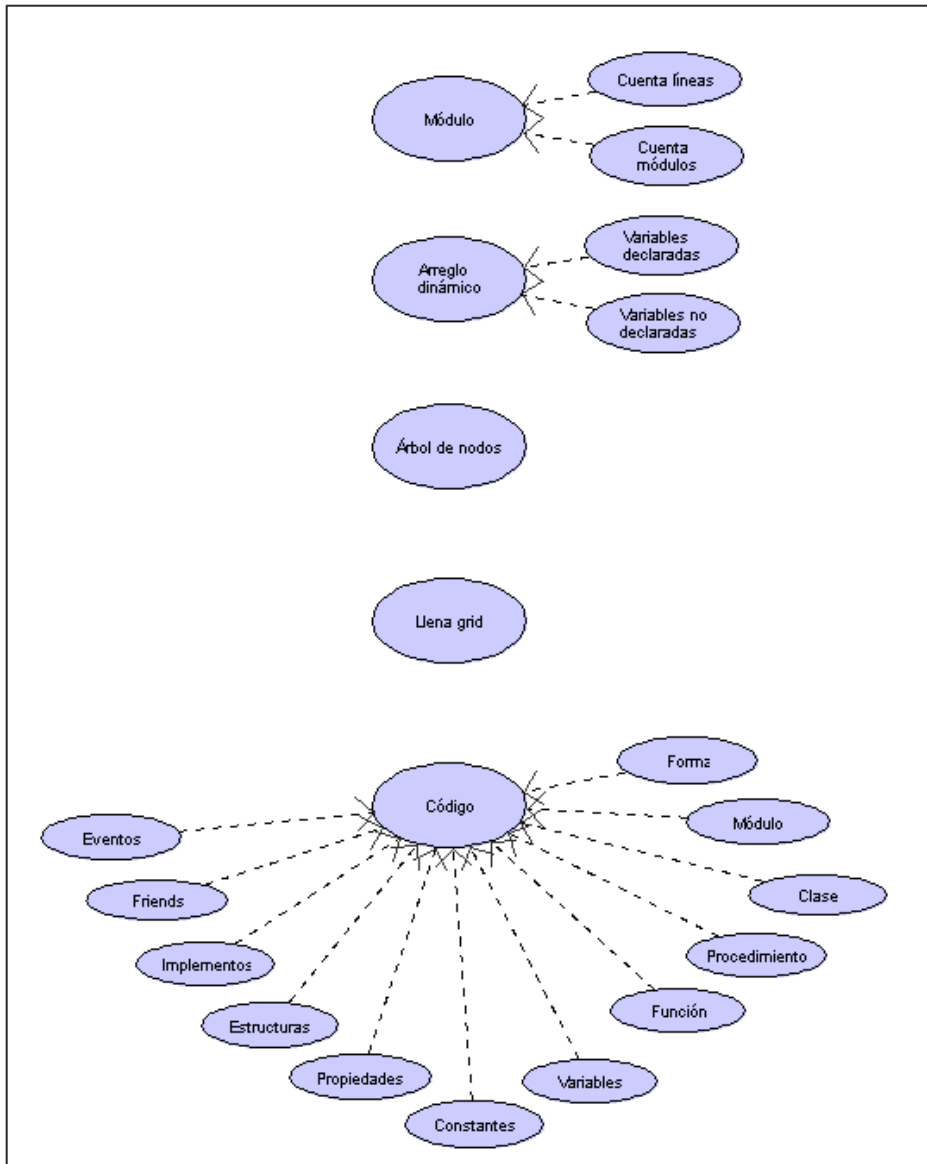 Cuenta líneas
Módulo
Cuenta
módulos
Variables
declaradas
Arreglo
dinámico
Variables no
declaradas
Árbol de nodos
Llena grid
Forma
Código
Módulo
Eventos
Clase
Friends
Procedimiento
Implementos
Función
Estructuras
Propiedades
Variables
Constantes